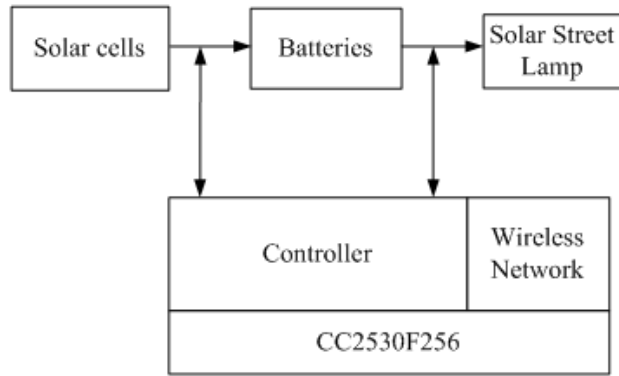 Solar cells
Batteries
Solar Street
Lamp
Controller
Wireless
Network
CC2530F256